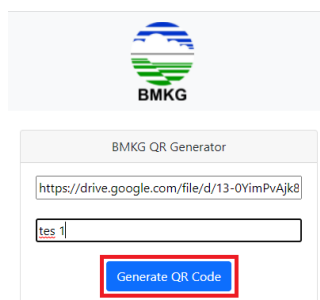 BMKG
BMKG QR Generator
https://drive.google.com/file/d/13-0YimPvAjk8
tes 1
Generate QR Code